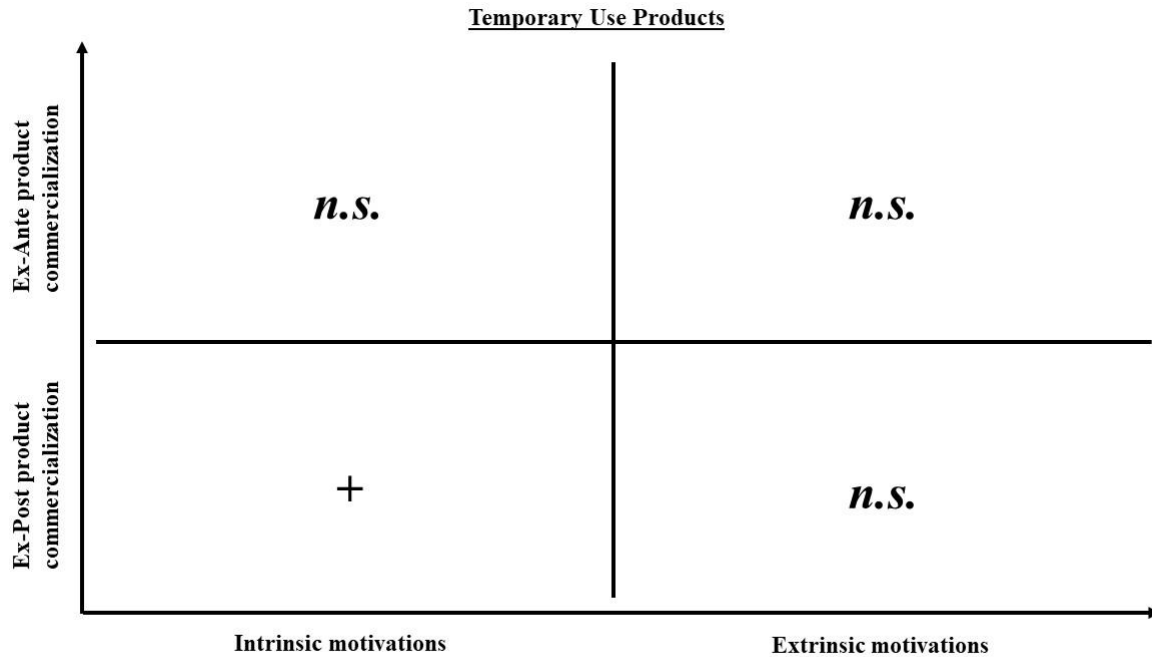 Temporary Use Products
Ex-Ante product
commercialization
n.s.
n.s.
Ex-Post product
commercialization
+
n.s.
Intrinsic motivations
Extrinsic motivations